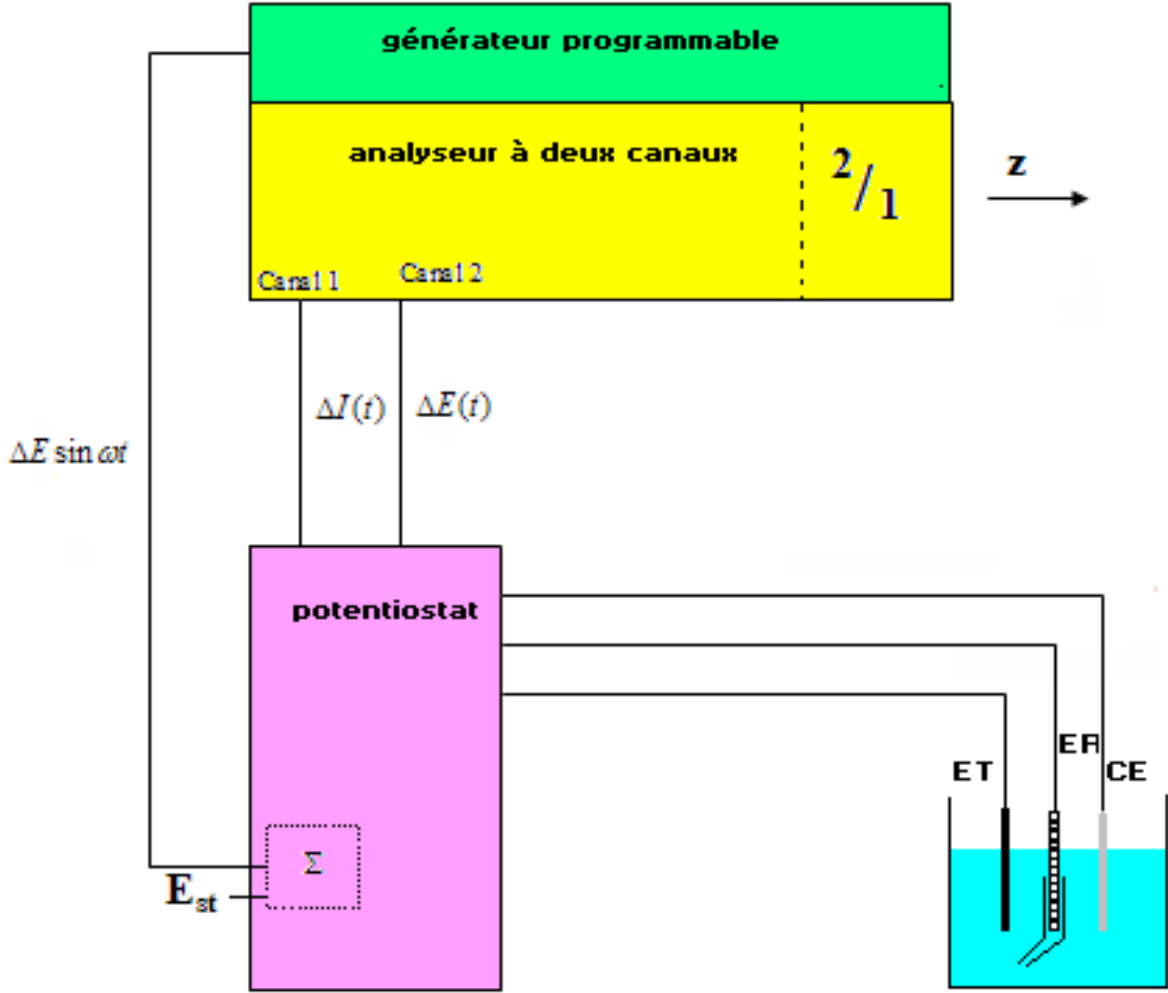 générateur programmable
analyseur à deux canaux
2/1
z
Canal 1
Canal 2
ΔI(t)
ΔE(t)
ΔE sin ωt
potentiostat
ER
ET
CE
Σ
Est